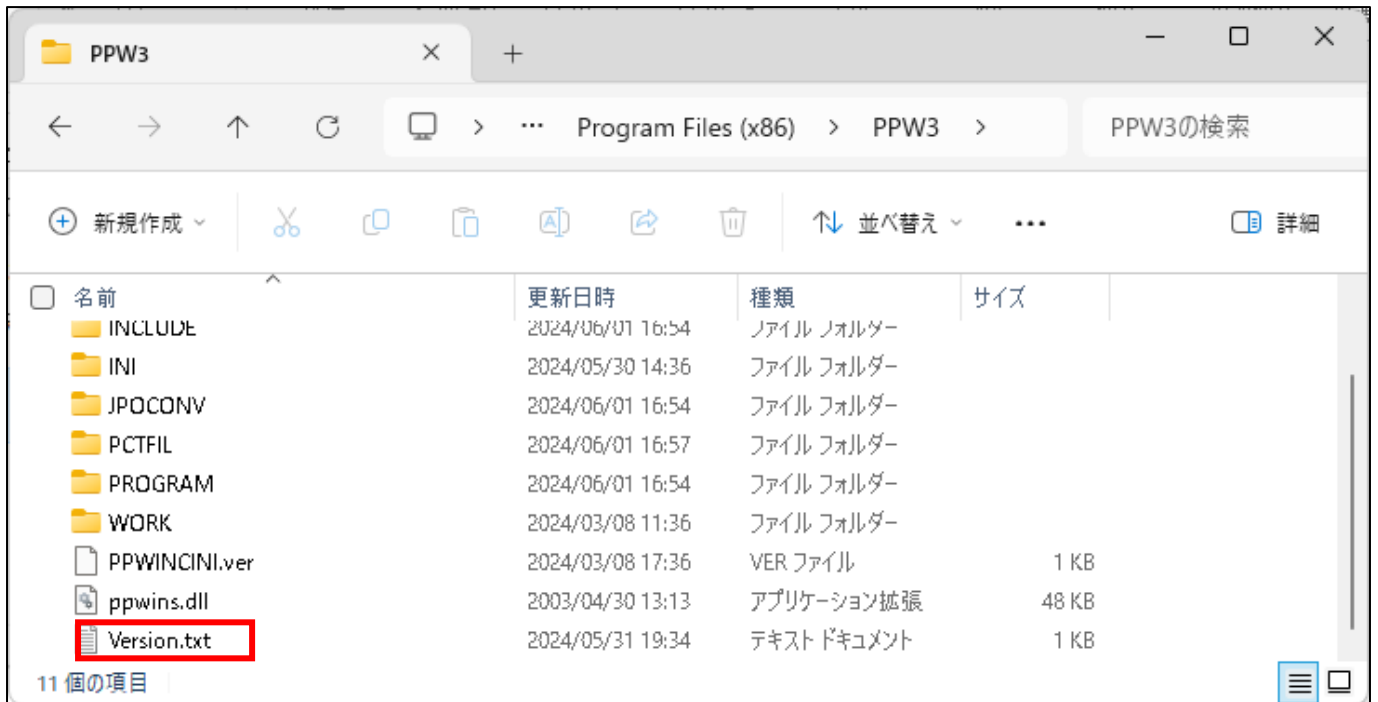 PPW3
… Program Files (x86) > PPW3 > PPW3の検索
新規作成 並べ替え … 詳細
名前 更新日時 種類 サイズ
INCLUDE 2024/06/01 16:54 ファイル フォルダー
INI 2024/05/30 14:36 ファイル フォルダー
JPOCONV 2024/06/01 16:54 ファイル フォルダー
PCTFIL 2024/06/01 16:57 ファイル フォルダー
PROGRAM 2024/06/01 16:54 ファイル フォルダー
WORK 2024/03/08 11:36 ファイル フォルダー
PPWINCINI.ver 2024/03/08 17:36 VER ファイル 1 KB
ppwins.dll 2003/04/30 13:13 アプリケーション拡張 48 KB
Version.txt 2024/05/31 19:34 テキスト ドキュメント 1 KB
11 個の項目